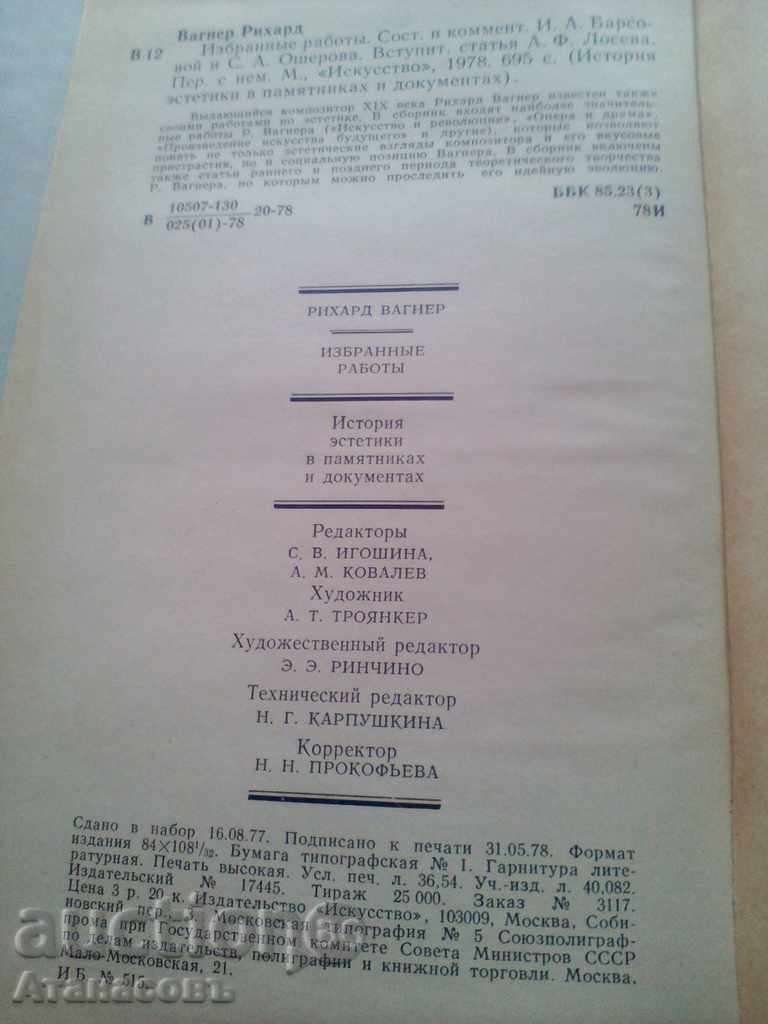 Вагнер Рихард
В 12 Избранные работы. Сост. и коммент. И. А. Барсо-
вой и С. А. Ошерова. Вступит. статья А. Ф. Лосева.
Пер. с нем. М., «Искусство», 1978. 695 с. (История
эстетики в памятниках и документах).
Выдающийся композитор XIX века Рихард Вагнер известен также
своими работами по эстетике. В сборник входят наиболее значитель-
ные работы Р. Вагнера («Искусство и революция», «Опера и драма»,
«Произведение искусства будущего» и другие), которые позволяют
понять не только эстетические взгляды композитора и его вкусовые
пристрастия, но и социальную позицию Вагнера. В сборник включены
также статьи раннего и позднего периода теоретического творчества
Р. Вагнера, по которым можно проследить его идейную эволюцию.
В 10507-130/025(01)-78 20-78
ББК 85.23(3)
78И
РИХАРД ВАГНЕР
ИЗБРАННЫЕ
РАБОТЫ
История
эстетики
в памятниках
и документах
Редакторы
С. В. ИГОШИНА,
А. М. КОВАЛЕВ
Художник
А. Т. ТРОЯНКЕР
Художественный редактор
Э. Э. РИНЧИНО
Технический редактор
Н. Г. КАРПУШКИНА
Корректор
Н. Н. ПРОКОФЬЕВА
Сдано в набор 16.08.77. Подписано к печати 31.05.78. Формат
издания 84×108¹/₃₂. Бумага типографская № 1. Гарнитура лите-
ратурная. Печать высокая. Усл. печ. л. 36,54. Уч.-изд. л. 40,082.
Издательский № 17445. Тираж 25 000. Заказ № 3117.
Цена 3 р. 20 к. Издательство «Искусство», 103009, Москва, Соби-
новский пер., 3. Московская типография № 5 Союзполиграф-
прома при Государственном комитете Совета Министров СССР
по делам издательств, полиграфии и книжной торговли. Москва,
Мало-Московская, 21.
И Б. № 515.
Атанасовъ